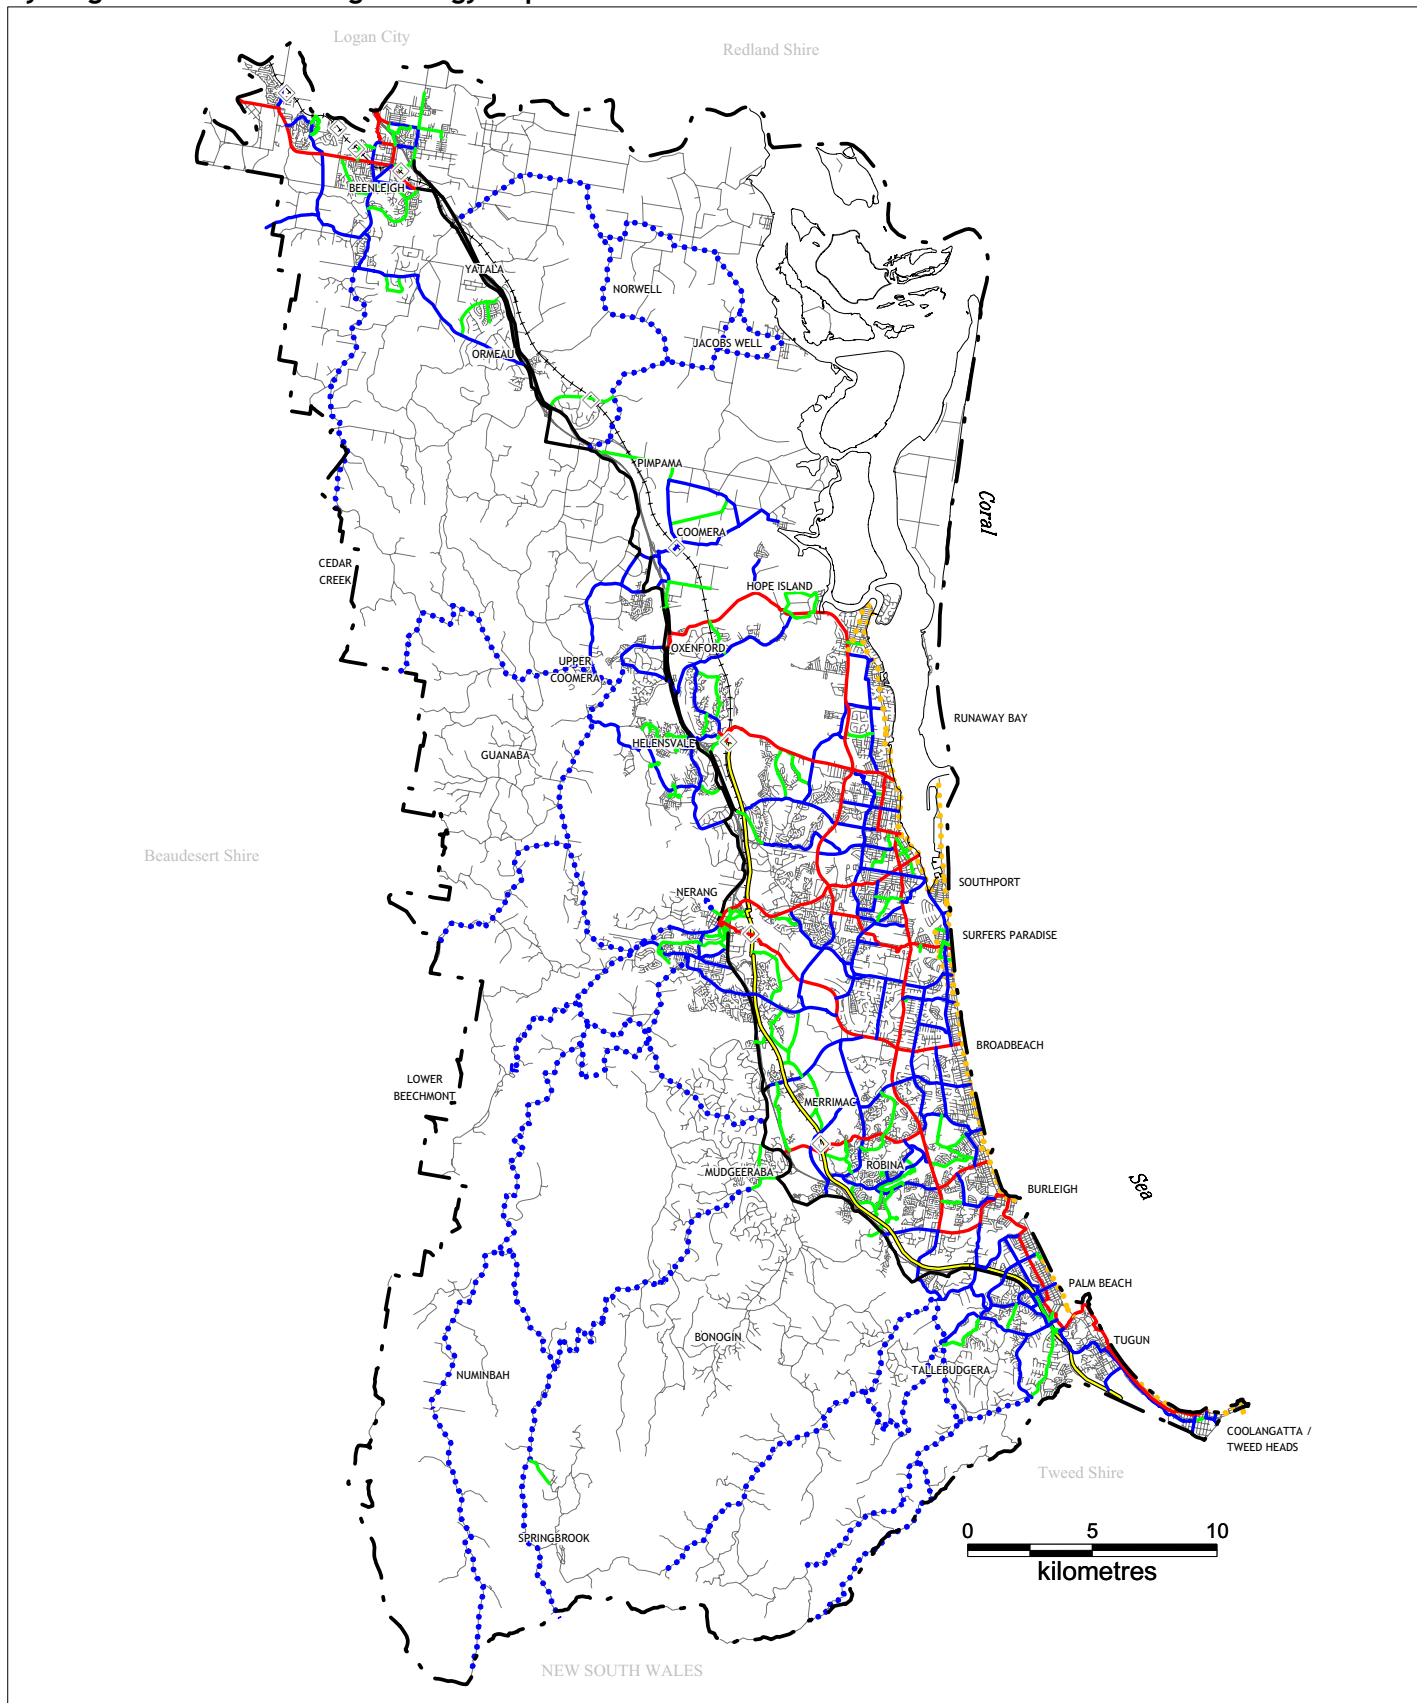 Logan City
Redland Shire
BEENLEIGH
YATALA
NORWELL
JACOBS WELL
ORMEAU
PIMPAMA
Coral
COOMERA
CEDAR
CREEK
HOPE ISLAND
OXENFORD
UPPER
COOMERA
RUNAWAY BAY
HELENSVALE
GUANABA
Beaudesert Shire
SOUTHPORT
NERANG
SURFERS PARADISE
BROADBEACH
LOWER
BEECHMONT
MERRIMAC
ROBINA
MUDGEERABA
Sea
BURLEIGH
PALM BEACH
BONOGIN
TUGUN
NUMINBAH
TALLEBUDGERA
COOLANGATTA /
TWEED HEADS
Tweed Shire
0 5 10
kilometres
SPRINGBROOK
NEW SOUTH WALES